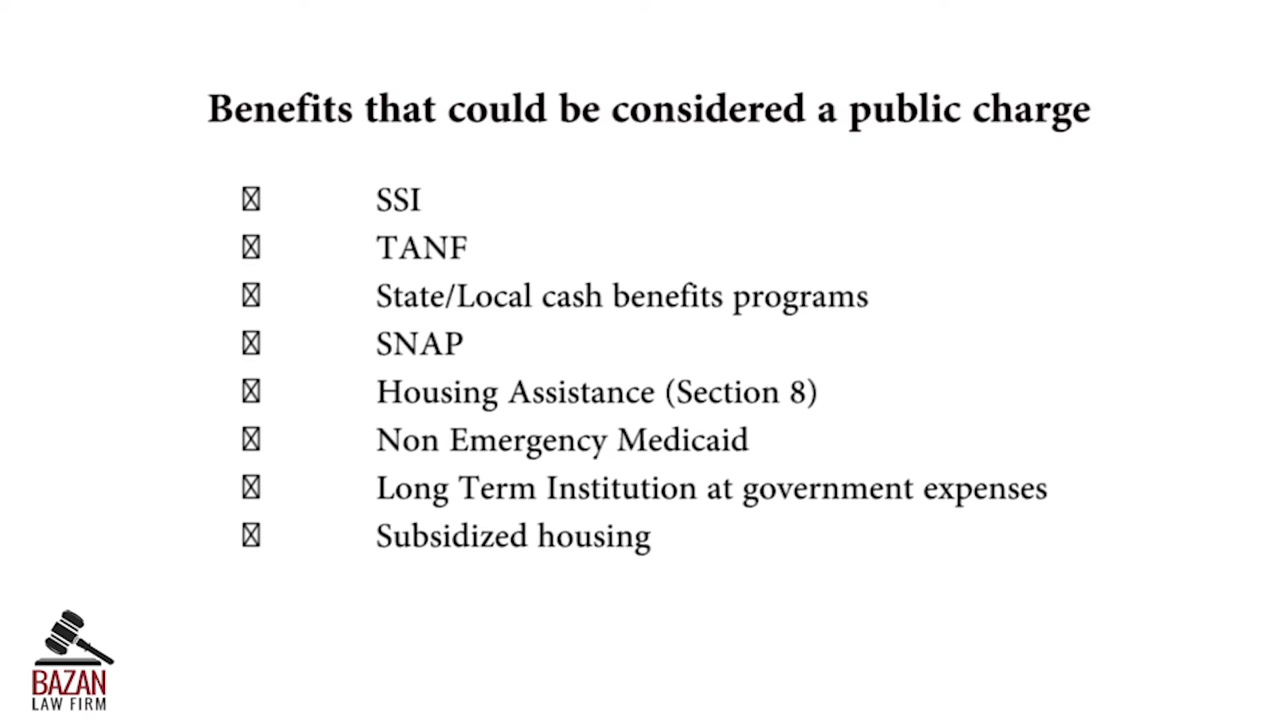 Benefits that could be considered a public charge
☒ SSI
☒ TANF
☒ State/Local cash benefits programs
☒ SNAP
☒ Housing Assistance (Section 8)
☒ Non Emergency Medicaid
☒ Long Term Institution at government expenses
☒ Subsidized housing
BAZAN
LAW FIRM